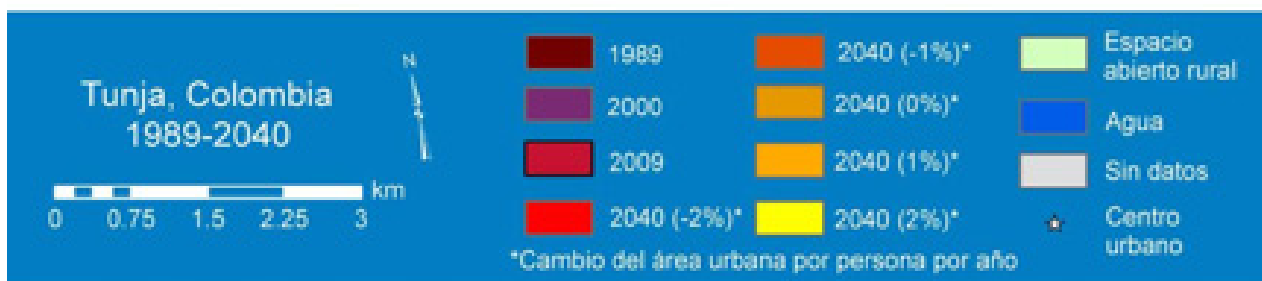 Tunja, Colombia
1989-2040
N
km
0 0.75 1.5 2.25 3
1989
2000
2009
2040 (-2%)*
2040 (-1%)*
2040 (0%)*
2040 (1%)*
2040 (2%)*
*Cambio del área urbana por persona por año
Espacio
abierto rural
Agua
Sin datos
Centro
urbano